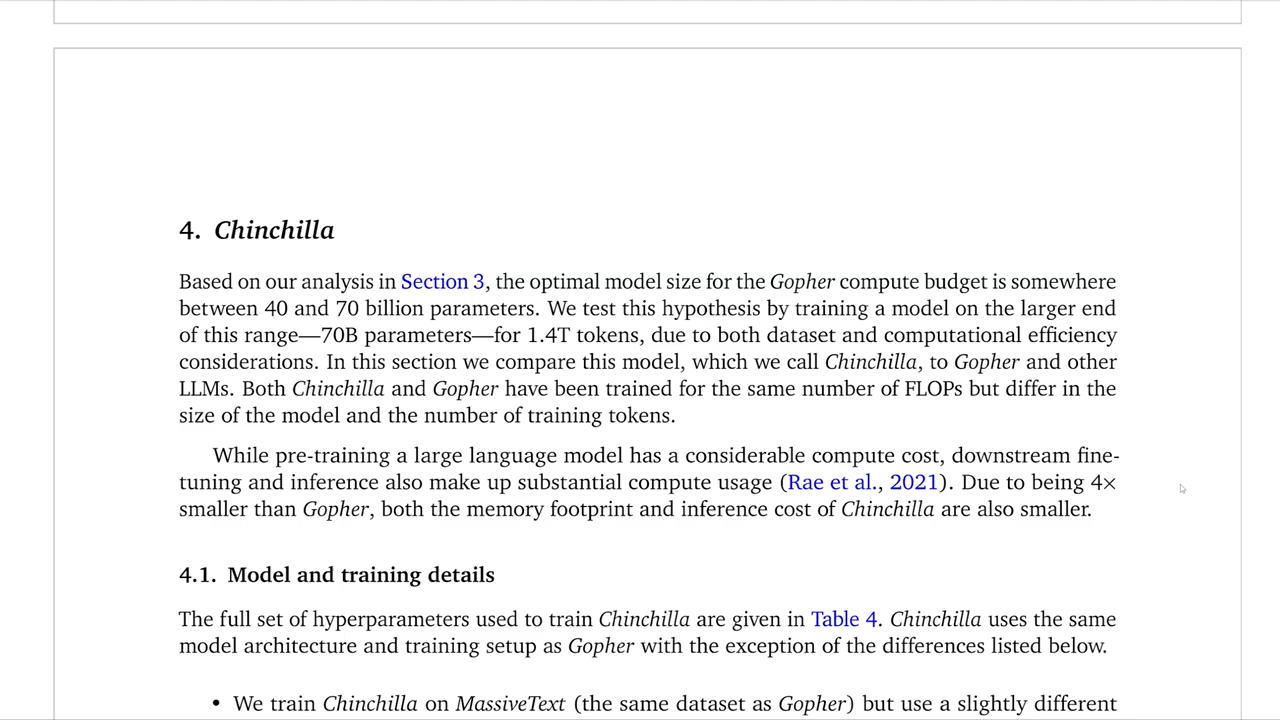 4. Chinchilla
Based on our analysis in Section 3, the optimal model size for the Gopher compute budget is somewhere
between 40 and 70 billion parameters. We test this hypothesis by training a model on the larger end
of this range—70B parameters—for 1.4T tokens, due to both dataset and computational efficiency
considerations. In this section we compare this model, which we call Chinchilla, to Gopher and other
LLMs. Both Chinchilla and Gopher have been trained for the same number of FLOPs but differ in the
size of the model and the number of training tokens.
While pre-training a large language model has a considerable compute cost, downstream fine-
tuning and inference also make up substantial compute usage (Rae et al., 2021). Due to being 4×
smaller than Gopher, both the memory footprint and inference cost of Chinchilla are also smaller.
4.1. Model and training details
The full set of hyperparameters used to train Chinchilla are given in Table 4. Chinchilla uses the same
model architecture and training setup as Gopher with the exception of the differences listed below.
• We train Chinchilla on MassiveText (the same dataset as Gopher) but use a slightly different